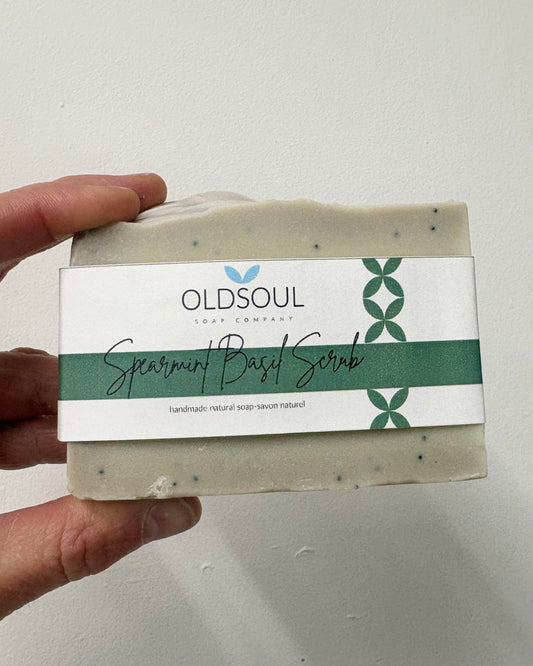 OLDSOUL
SOAP COMPANY
Spearmint Basil Scrub
handmade natural soap-savon naturel